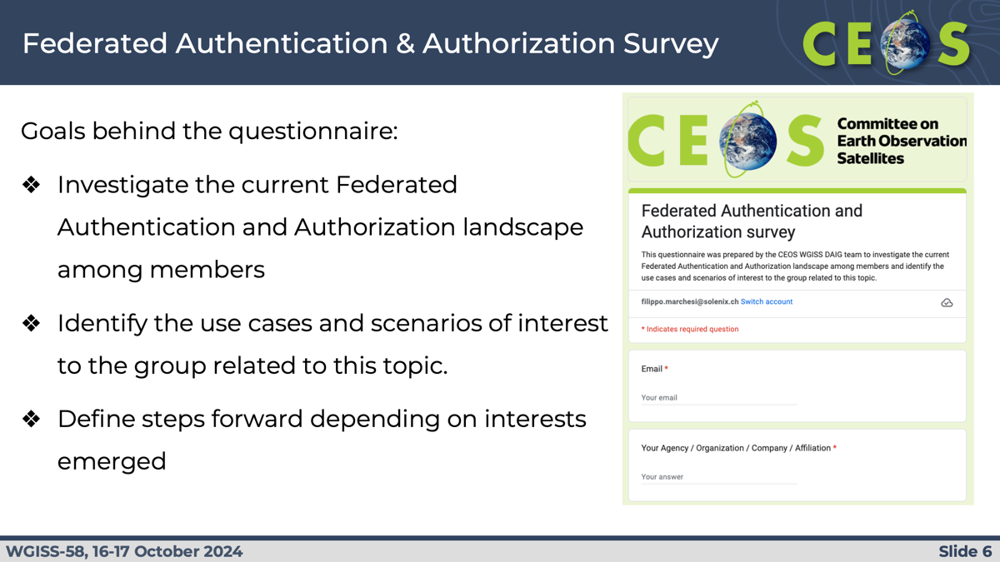 Federated Authentication & Authorization Survey
CEOS
Goals behind the questionnaire:
❖ Investigate the current Federated
Authentication and Authorization landscape
among members
❖ Identify the use cases and scenarios of interest
to the group related to this topic.
❖ Define steps forward depending on interests
emerged
CEOS
Committee on
Earth Observation
Satellites
Federated Authentication and
Authorization survey
This questionnaire was prepared by the CEOS WGISS DAIG team to investigate the current
Federated Authentication and Authorization landscape among members and identify the
use cases and scenarios of interest to the group related to this topic.
filippo.marchesi@solenix.ch Switch account
* Indicates required question
Email *
Your email
Your Agency / Organization / Company / Affiliation *
Your answer
WGISS-58, 16-17 October 2024
Slide 6